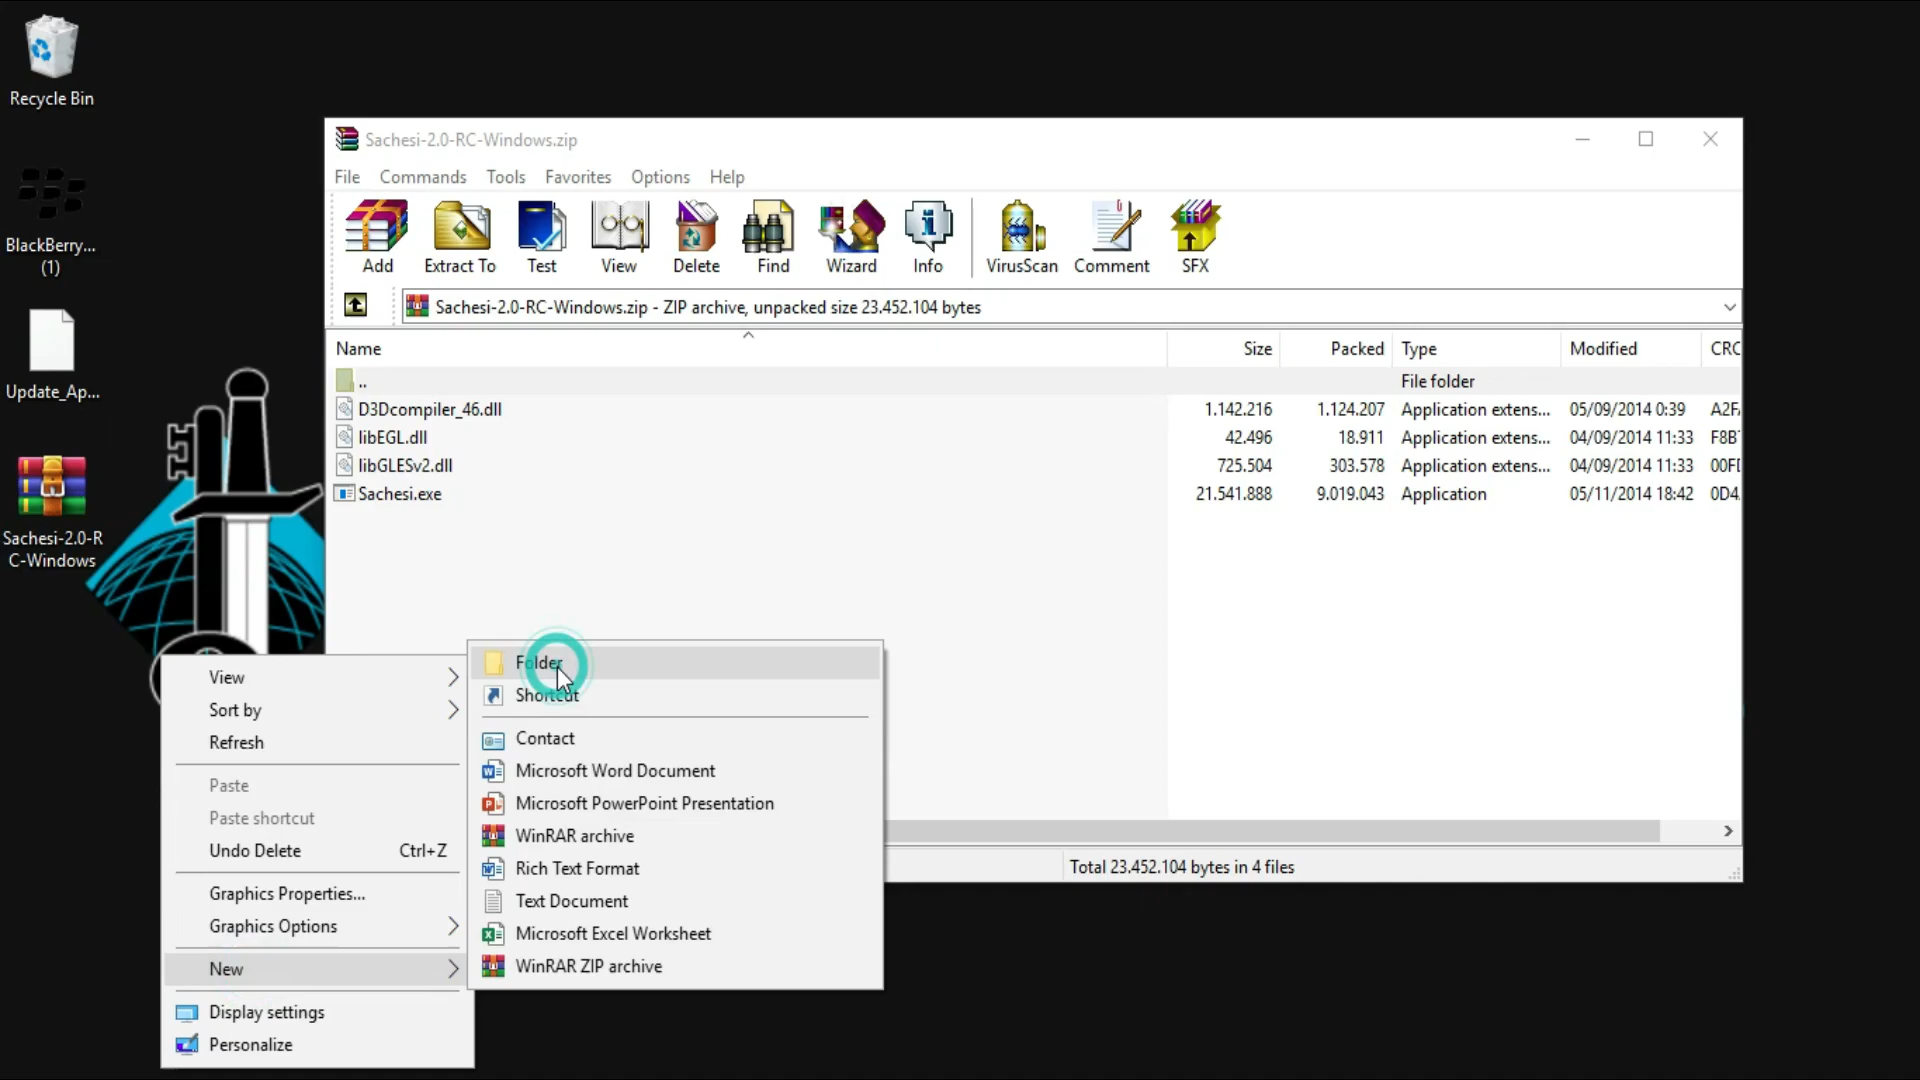 Recycle Bin
BlackBerry...
(1)
Update_Ap...
Sachesi-2.0-R
C-Windows
Sachesi-2.0-RC-Windows.zip
File Commands Tools Favorites Options Help
Add Extract To Test View Delete Find Wizard Info VirusScan Comment SFX
Sachesi-2.0-RC-Windows.zip - ZIP archive, unpacked size 23.452.104 bytes
Name Size Packed Type Modified CRC
.. File folder
D3Dcompiler_46.dll 1.142.216 1.124.207 Application extens... 05/09/2014 0:39 A2F
libEGL.dll 42.496 18.911 Application extens... 04/09/2014 11:33 F8B
libGLESv2.dll 725.504 303.578 Application extens... 04/09/2014 11:33 00F
Sachesi.exe 21.541.888 9.019.043 Application 05/11/2014 18:42 0D4
Total 23.452.104 bytes in 4 files
View
Sort by
Refresh
Paste
Paste shortcut
Undo Delete Ctrl+Z
Graphics Properties...
Graphics Options
New
Display settings
Personalize
Folder
Shortcut
Contact
Microsoft Word Document
Microsoft PowerPoint Presentation
WinRAR archive
Rich Text Format
Text Document
Microsoft Excel Worksheet
WinRAR ZIP archive